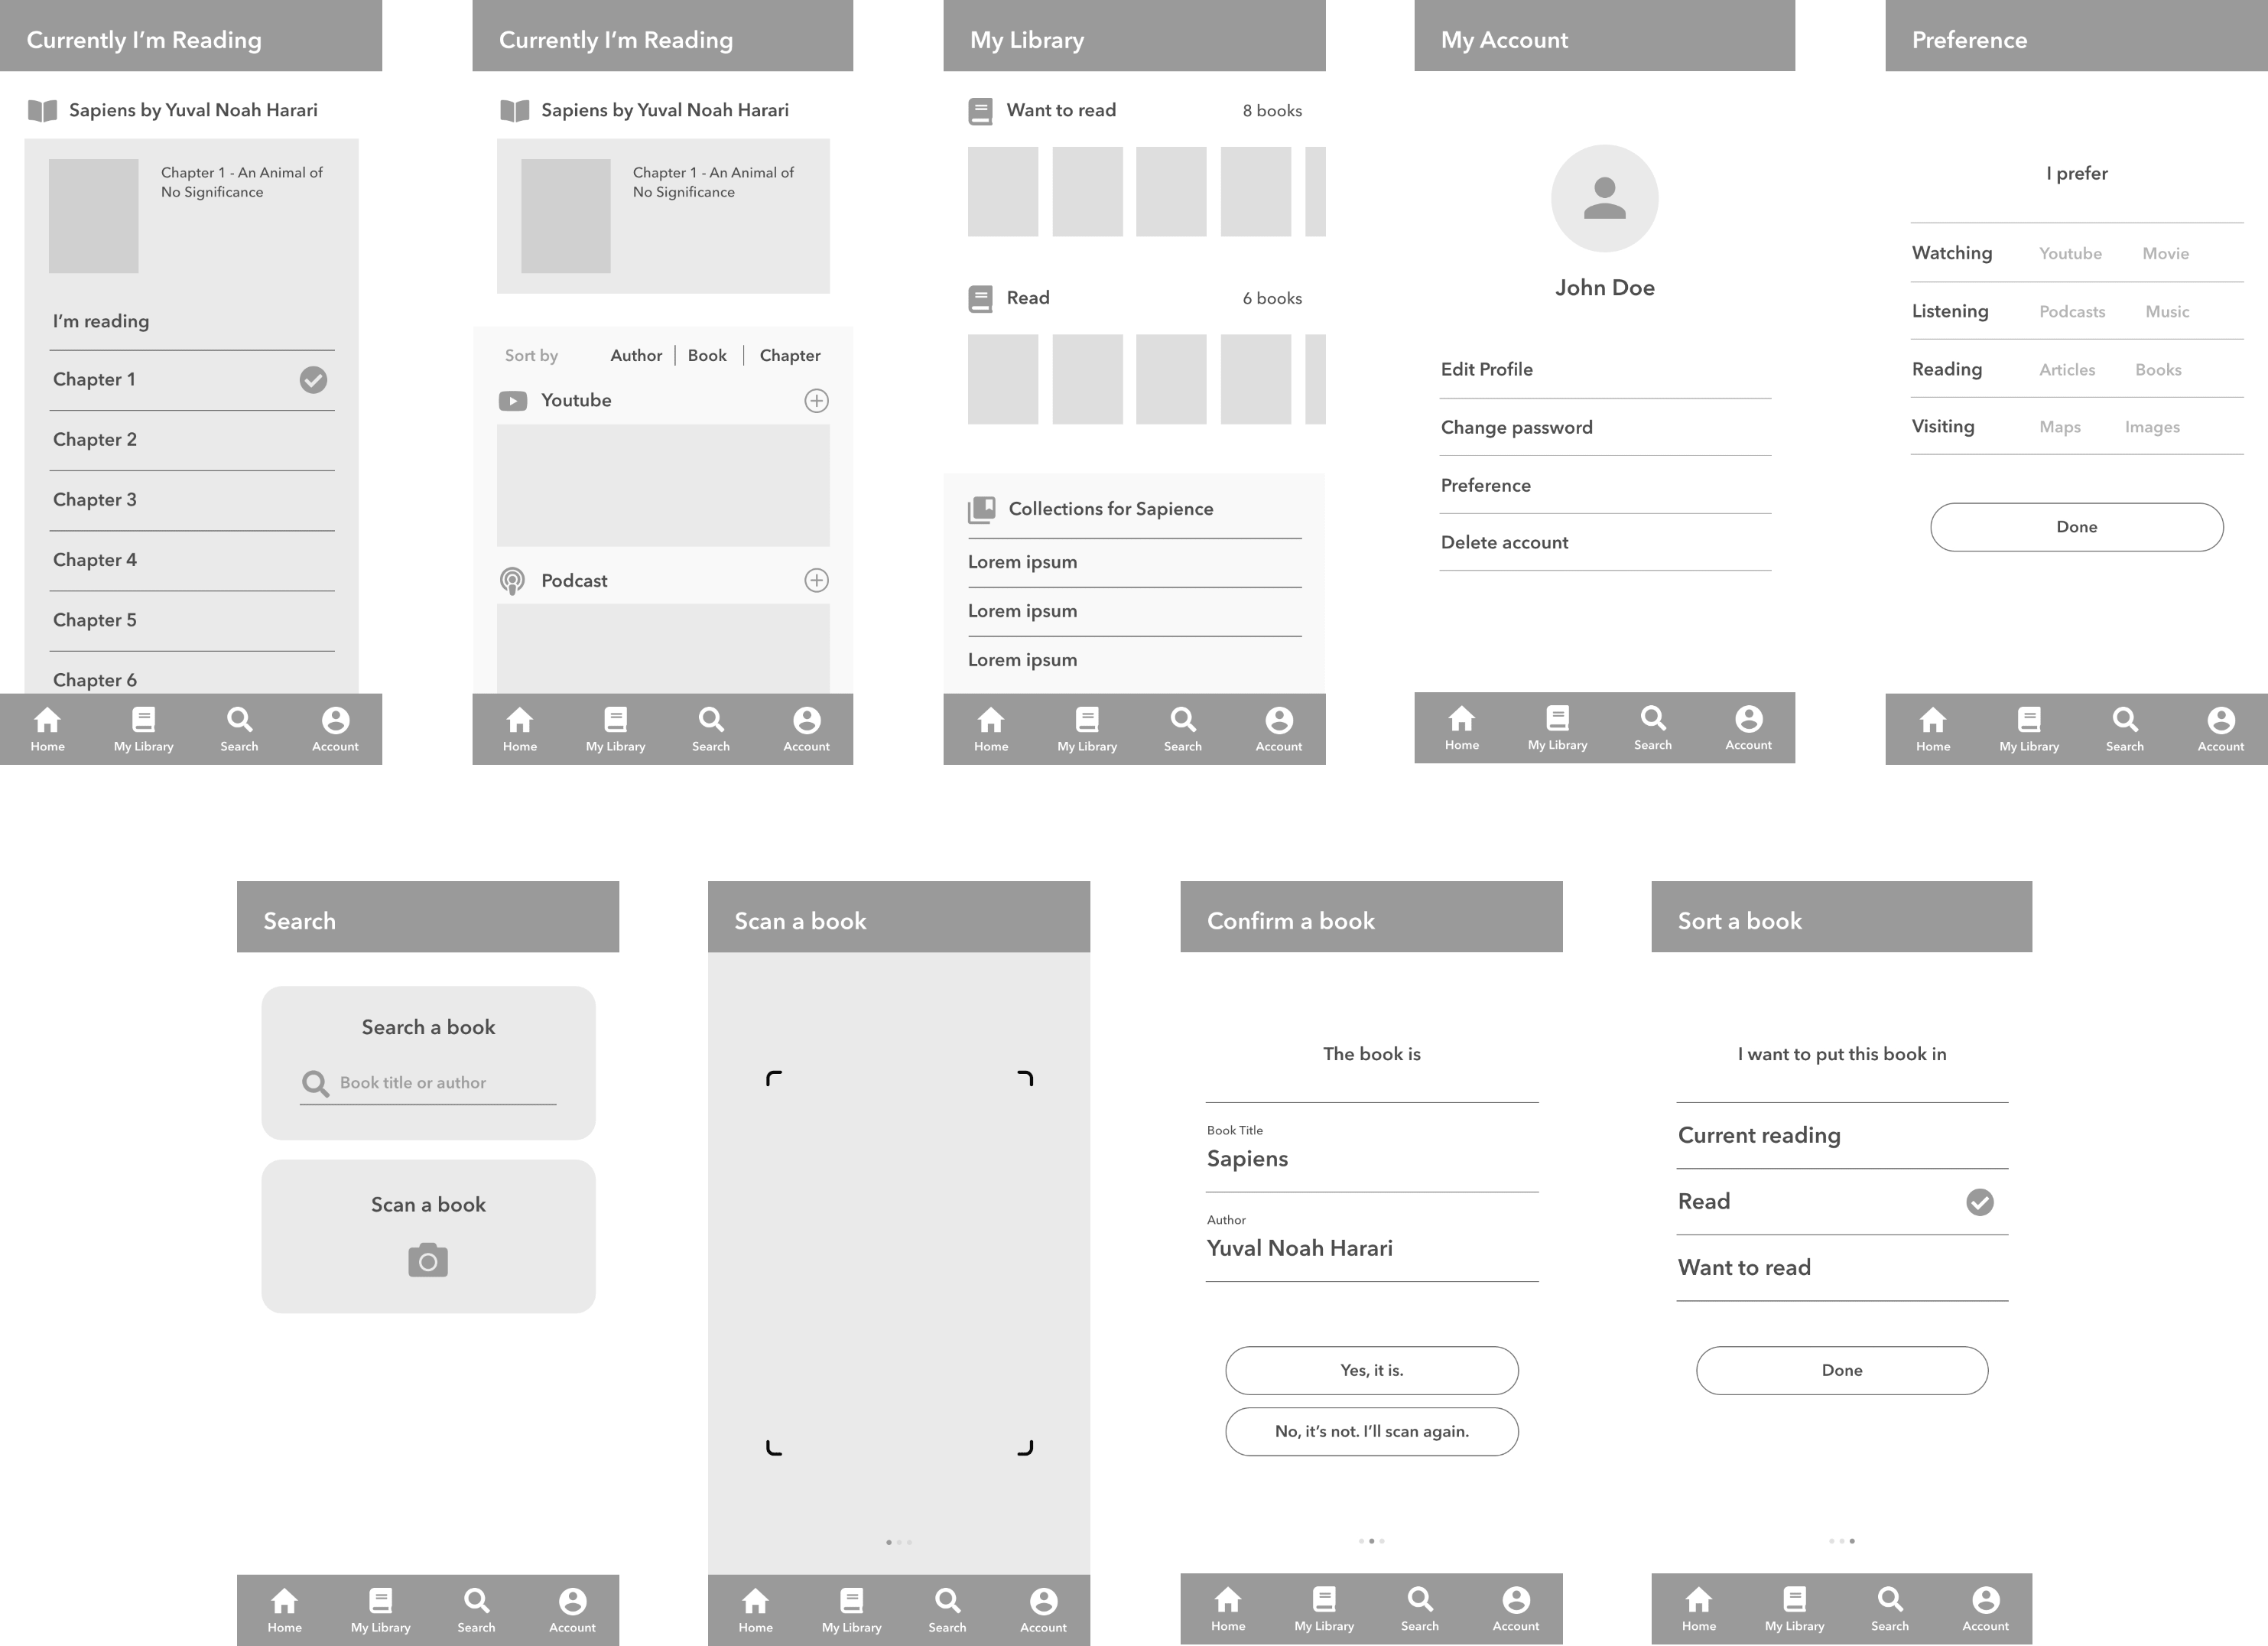 Currently I'm Reading
Sapiens by Yuval Noah Harari
Chapter 1 - An Animal of
No Significance
I'm reading
Chapter 1
Chapter 2
Chapter 3
Chapter 4
Chapter 5
Chapter 6
Home My Library Search Account
Currently I'm Reading
Sapiens by Yuval Noah Harari
Chapter 1 - An Animal of
No Significance
Sort by Author Book Chapter
Youtube
Podcast
Home My Library Search Account
My Library
Want to read 8 books
Read 6 books
Collections for Sapience
Lorem ipsum
Lorem ipsum
Lorem ipsum
Home My Library Search Account
My Account
John Doe
Edit Profile
Change password
Preference
Delete account
Home My Library Search Account
Preference
I prefer
Watching Youtube Movie
Listening Podcasts Music
Reading Articles Books
Visiting Maps Images
Done
Home My Library Search Account
Search
Search a book
Book title or author
Scan a book
Home My Library Search Account
Scan a book
Home My Library Search Account
Confirm a book
The book is
Book Title
Sapiens
Author
Yuval Noah Harari
Yes, it is.
No, it's not. I'll scan again.
Home My Library Search Account
Sort a book
I want to put this book in
Current reading
Read
Want to read
Done
Home My Library Search Account